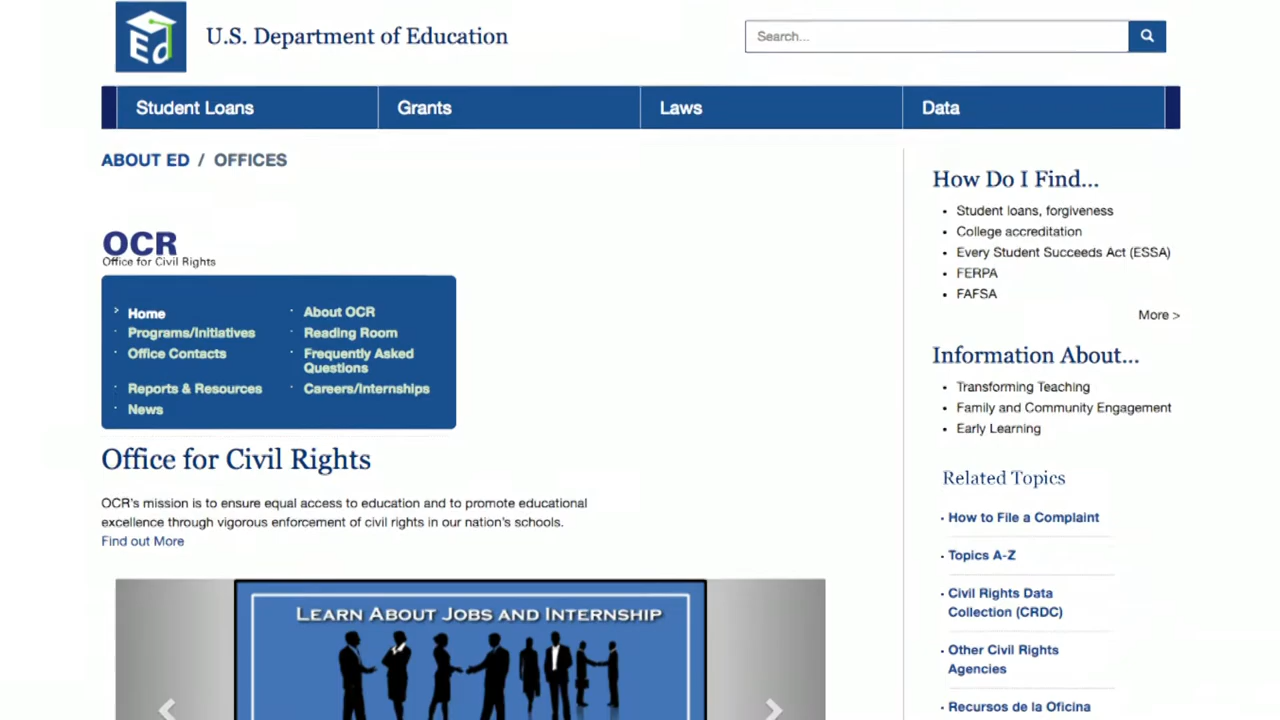 Ed
U.S. Department of Education
Search...
Student Loans
Grants
Laws
Data
ABOUT ED / OFFICES
OCR
Office for Civil Rights
Home
Programs/Initiatives
Office Contacts
Reports & Resources
News
About OCR
Reading Room
Frequently Asked
Questions
Careers/Internships
Office for Civil Rights
OCR's mission is to ensure equal access to education and to promote educational
excellence through vigorous enforcement of civil rights in our nation's schools.
Find out More
LEARN ABOUT JOBS AND INTERNSHIP
How Do I Find...
• Student loans, forgiveness
• College accreditation
• Every Student Succeeds Act (ESSA)
• FERPA
• FAFSA
More >
Information About...
• Transforming Teaching
• Family and Community Engagement
• Early Learning
Related Topics
· How to File a Complaint
· Topics A-Z
· Civil Rights Data
Collection (CRDC)
· Other Civil Rights
Agencies
· Recursos de la Oficina